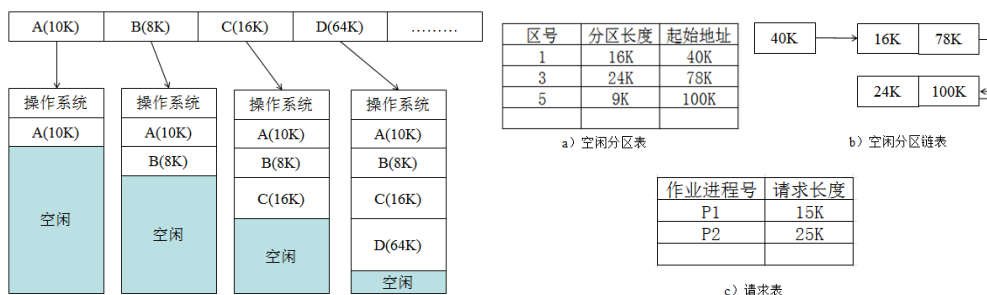 A(10K) B(8K) C(16K) D(64K) ………
操作系统
A(10K)
空闲
操作系统
A(10K)
B(8K)
空闲
操作系统
A(10K)
B(8K)
C(16K)
空闲
操作系统
A(10K)
B(8K)
C(16K)
D(64K)
空闲
区号 分区长度 起始地址
1 16K 40K
3 24K 78K
5 9K 100K
a）空闲分区表
40K 16K 78K
24K 100K
b）空闲分区链表
作业进程号 请求长度
P1 15K
P2 25K
c）请求表